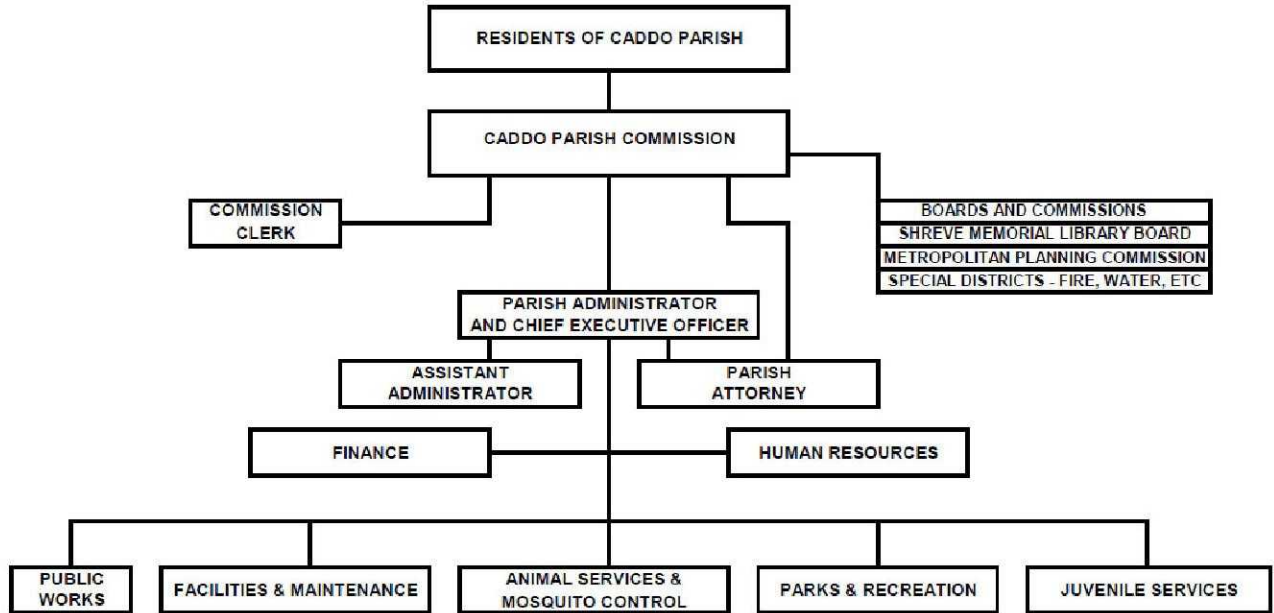 RESIDENTS OF CADDO PARISH
CADDO PARISH COMMISSION
COMMISSION
CLERK
BOARDS AND COMMISSIONS
SHREVE MEMORIAL LIBRARY BOARD
METROPOLITAN PLANNING COMMISSION
SPECIAL DISTRICTS - FIRE, WATER, ETC
PARISH ADMINISTRATOR
AND CHIEF EXECUTIVE OFFICER
ASSISTANT
ADMINISTRATOR
PARISH
ATTORNEY
FINANCE
HUMAN RESOURCES
PUBLIC
WORKS
FACILITIES & MAINTENANCE
ANIMAL SERVICES &
MOSQUITO CONTROL
PARKS & RECREATION
JUVENILE SERVICES